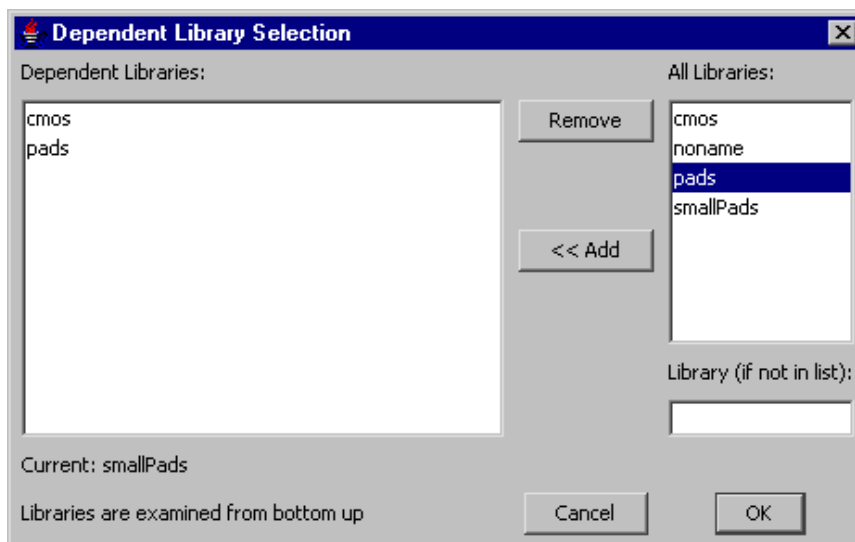 Dependent Library Selection
Dependent Libraries:
All Libraries:
cmos
pads
Remove
<< Add
cmos
noname
pads
smallPads
Library (if not in list):
Current: smallPads
Libraries are examined from bottom up
Cancel
OK